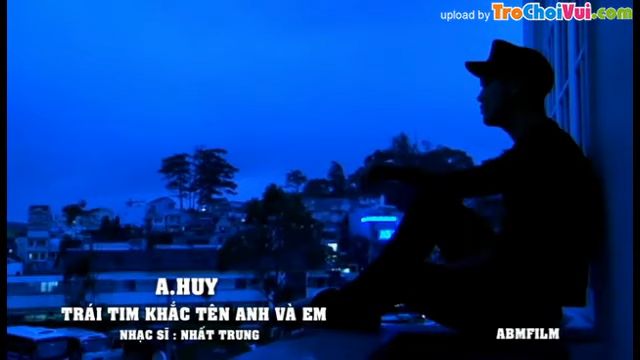 upload by TroChoiVui.com
A.HUY
TRÁI TIM KHẮC TÊN ANH VÀ EM
NHẠC SĨ : NHẤT TRUNG
ABMFILM